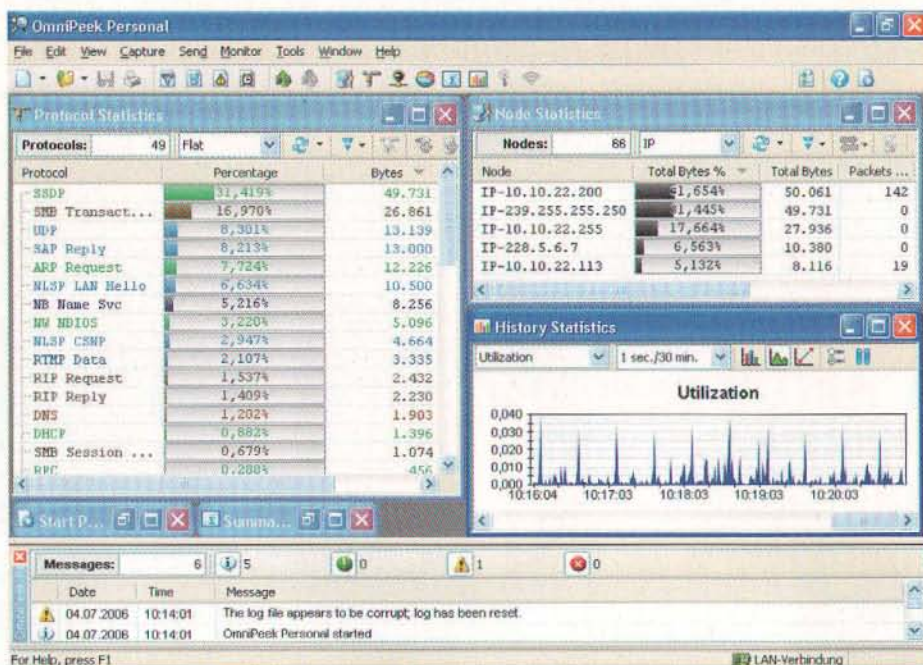 OmniPeek Personal
File Edit View Capture Send Monitor Tools Window Help
Protocol Statistics
Protocols: 49 Flat
Protocol Percentage Bytes
SSDP 31,419% 49.731
SMB Transact... 16,970% 26.861
UDP 8,301% 13.139
SAP Reply 8,213% 13.000
ARP Request 7,724% 12.226
NLSP LAN Hello 6,634% 10.500
NB Name Svc 5,216% 8.256
NW NDIOS 3,220% 5.096
NLSP CSNP 2,947% 4.664
RTMP Data 2,107% 3.335
RIP Request 1,537% 2.432
RIP Reply 1,409% 2.230
DNS 1,202% 1.903
DHCP 0,882% 1.396
SMB Session ... 0,679% 1.074
RPC 0.288% 456
Node Statistics
Nodes: 66 IP
Node Total Bytes % Total Bytes Packets ...
IP-10.10.22.200 31,654% 50.061 142
IP-239.255.255.250 31,445% 49.731 0
IP-10.10.22.255 17,664% 27.936 0
IP-228.5.6.7 6,563% 10.380 0
IP-10.10.22.113 5,132% 8.116 19
History Statistics
Utilization 1 sec./30 min.
Utilization
0,040
0,030
0,020
0,010
0,000
10:16:04 10:17:03 10:18:03 10:19:03 10:20:03
Start P... Summa...
Messages: 6 5 0 1 0
Date Time Message
04.07.2006 10:14:01 The log file appears to be corrupt; log has been reset.
04.07.2006 10:14:01 OmniPeek Personal started
For Help, press F1 LAN-Verbindung